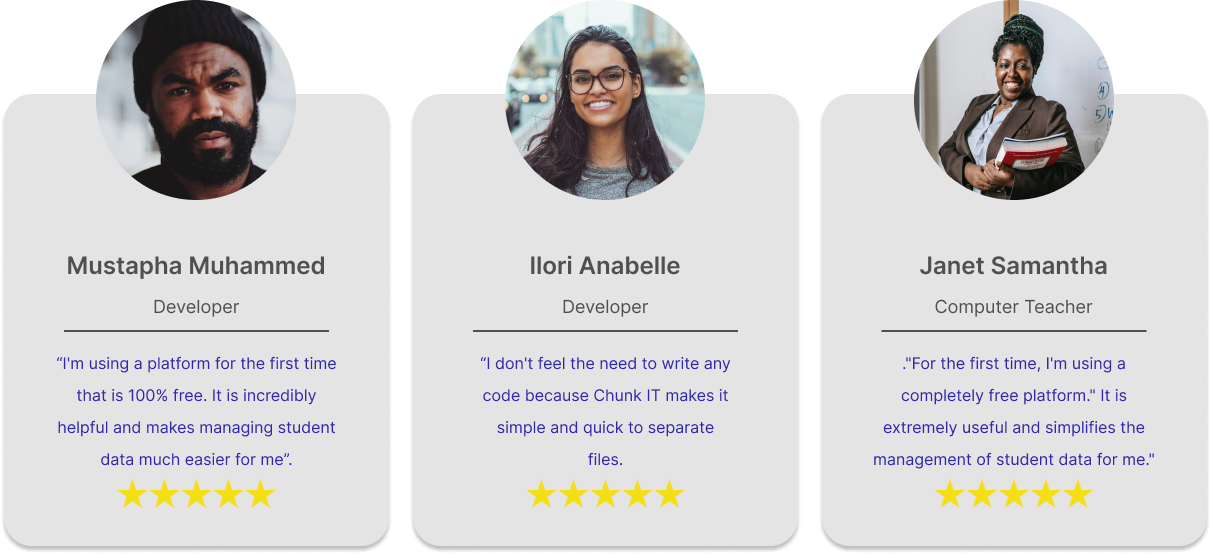 Mustapha Muhammed
Developer
“I'm using a platform for the first time
that is 100% free. It is incredibly
helpful and makes managing student
data much easier for me”.
Ilori Anabelle
Developer
“I don't feel the need to write any
code because Chunk IT makes it
simple and quick to separate
files.
Janet Samantha
Computer Teacher
."For the first time, I'm using a
completely free platform." It is
extremely useful and simplifies the
management of student data for me."